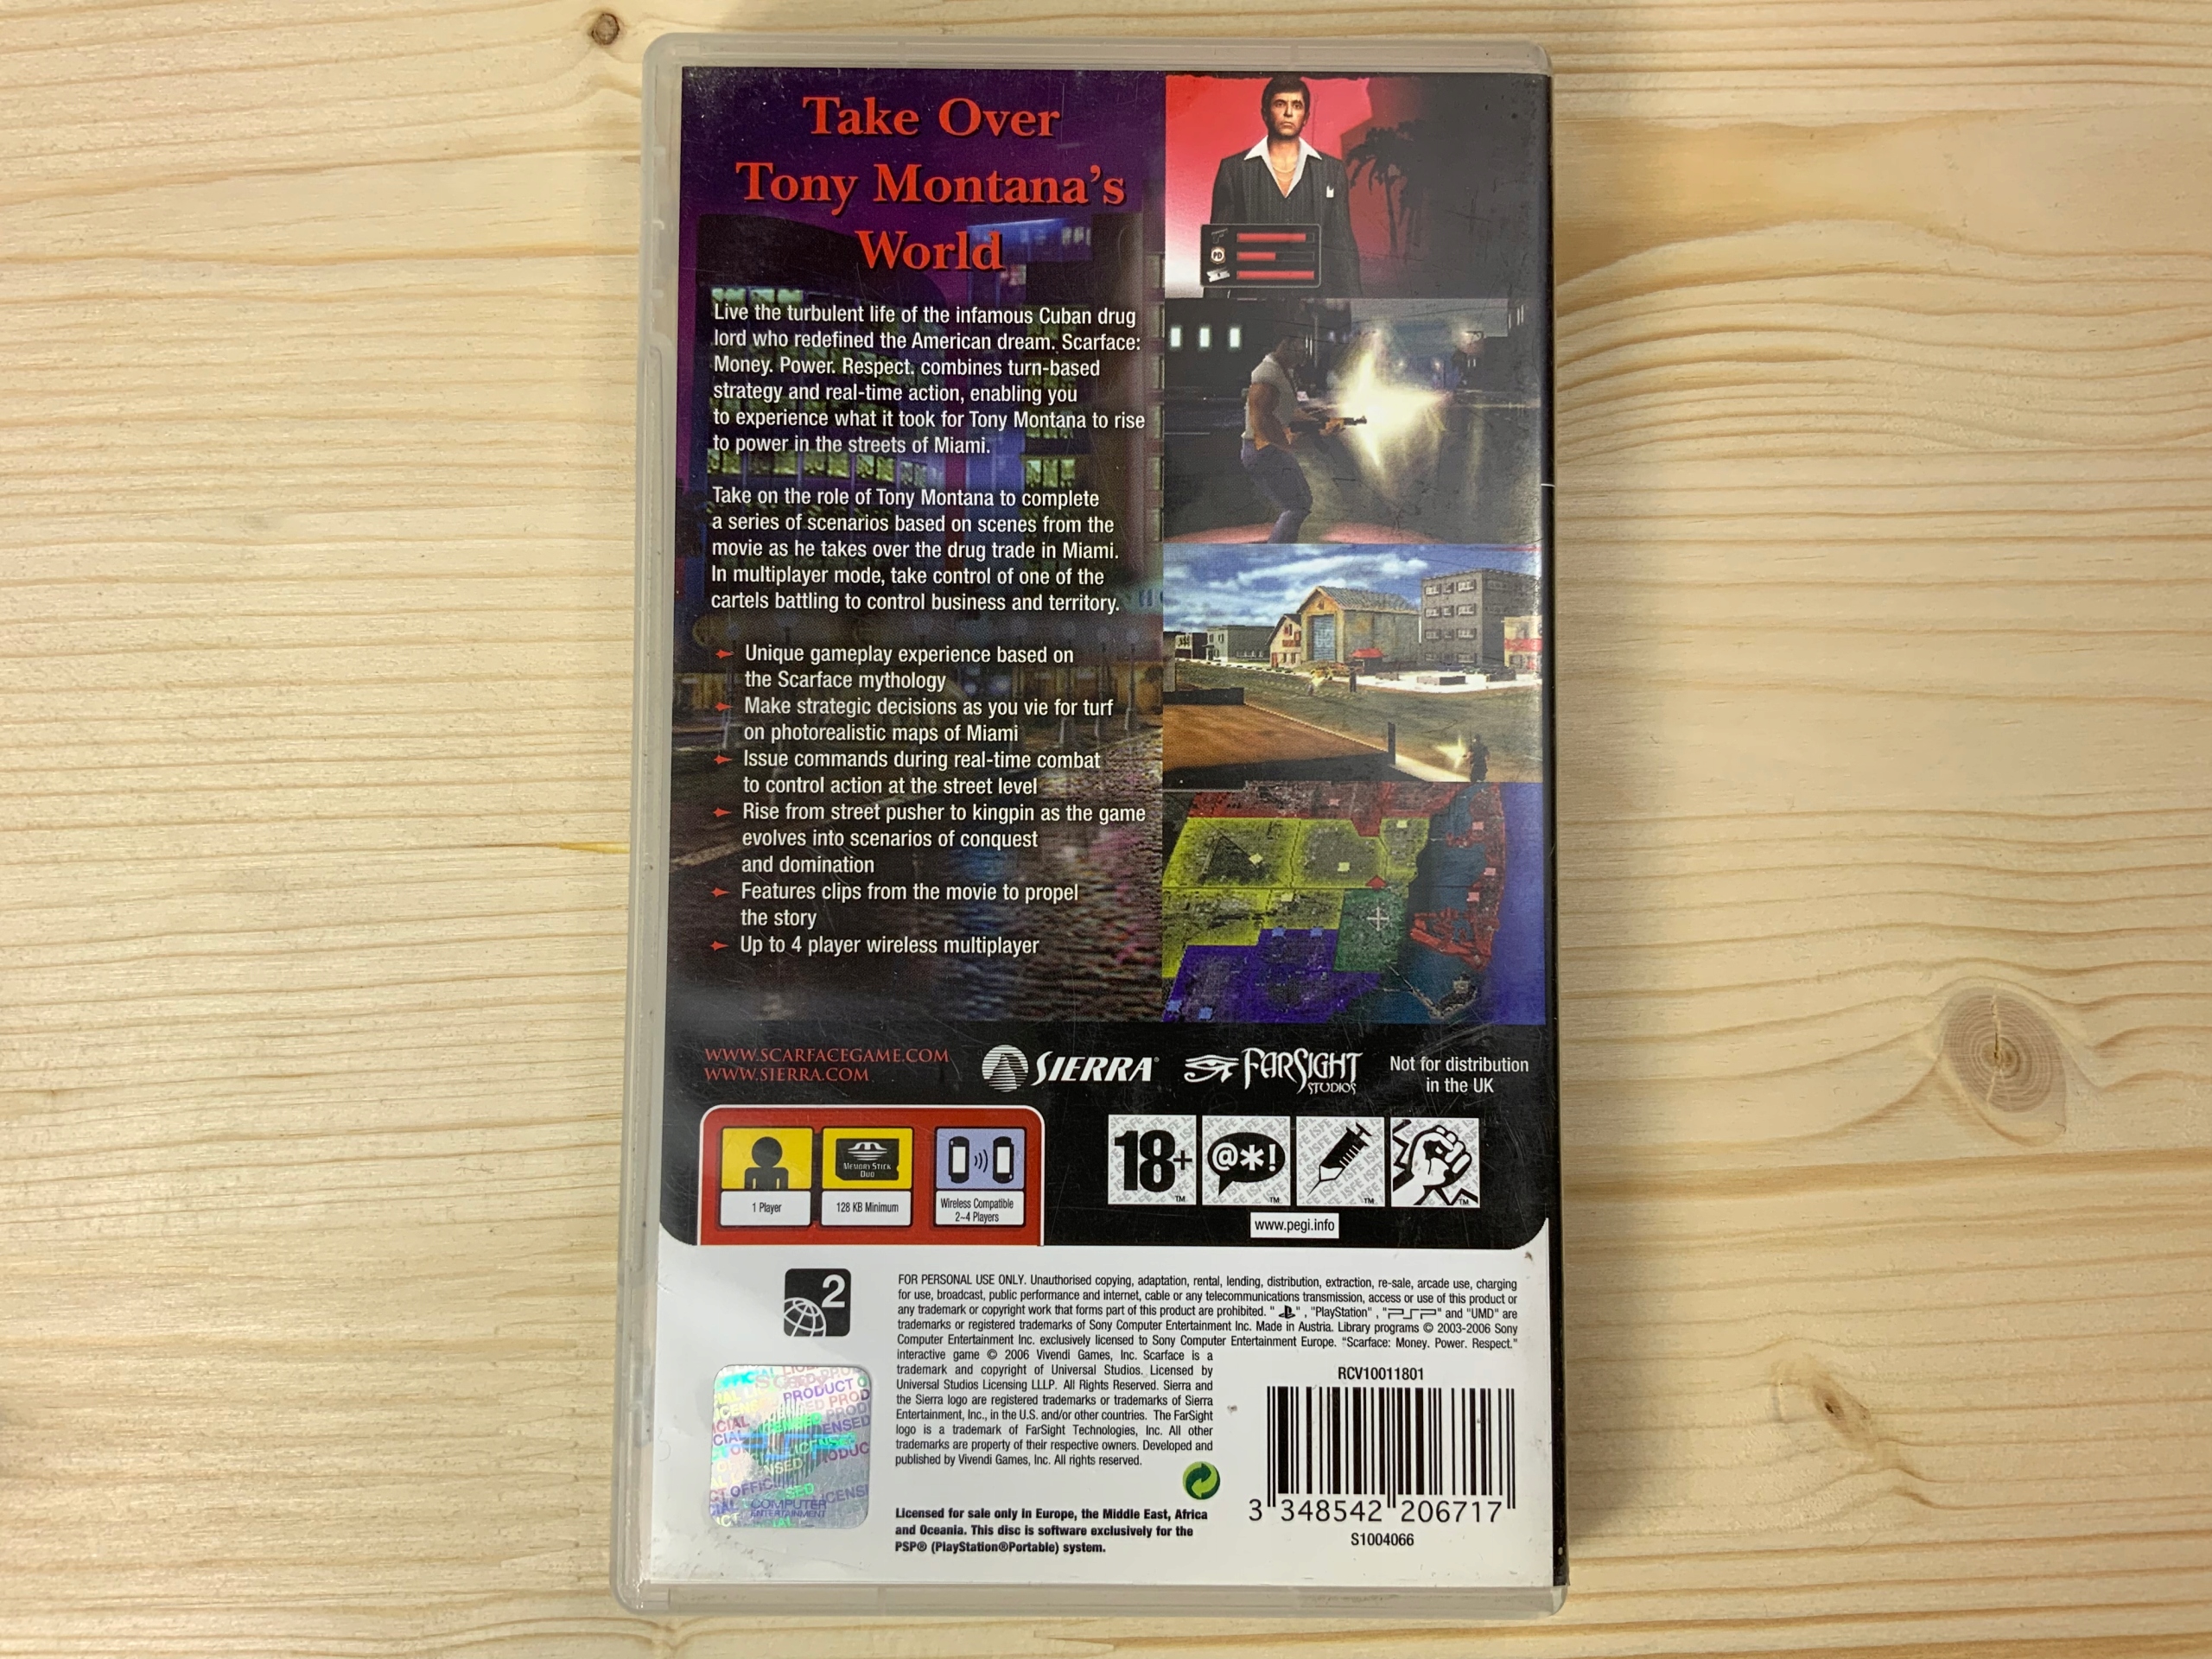 Take Over
Tony Montana's
World
Live the turbulent life of the infamous Cuban drug
lord who redefined the American dream. Scarface:
Money. Power. Respect. combines turn-based
strategy and real-time action, enabling you
to experience what it took for Tony Montana to rise
to power in the streets of Miami.
Take on the role of Tony Montana to complete
a series of scenarios based on scenes from the
movie as he takes over the drug trade in Miami.
In multiplayer mode, take control of one of the
cartels battling to control business and territory.
Unique gameplay experience based on
the Scarface mythology
Make strategic decisions as you vie for turf
on photorealistic maps of Miami
Issue commands during real-time combat
to control action at the street level
Rise from street pusher to kingpin as the game
evolves into scenarios of conquest
and domination
Features clips from the movie to propel
the story
Up to 4 player wireless multiplayer
PD
WWW.SCARFACEGAME.COM
WWW.SIERRA.COM
SIERRA®
FARSIGHT
STUDIOS
Not for distribution
in the UK
1 Player
MEMORY STICK
DUO
128 KB Minimum
Wireless Compatible
2-4 Players
18+™
@*!™
™
™
www.pegi.info
2
FOR PERSONAL USE ONLY. Unauthorised copying, adaptation, rental, lending, distribution, extraction, re-sale, arcade use, charging
for use, broadcast, public performance and internet, cable or any telecommunications transmission, access or use of this product or
any trademark or copyright work that forms part of this product are prohibited. " ", "PlayStation", "PSP" and "UMD" are
trademarks or registered trademarks of Sony Computer Entertainment Inc. Made in Austria. Library programs © 2003-2006 Sony
Computer Entertainment Inc. exclusively licensed to Sony Computer Entertainment Europe. "Scarface: Money. Power. Respect."
interactive game © 2006 Vivendi Games, Inc. Scarface is a
trademark and copyright of Universal Studios. Licensed by
Universal Studios Licensing LLLP. All Rights Reserved. Sierra and
the Sierra logo are registered trademarks or trademarks of Sierra
Entertainment, Inc., in the U.S. and/or other countries. The FarSight
logo is a trademark of FarSight Technologies, Inc. All other
trademarks are property of their respective owners. Developed and
published by Vivendi Games, Inc. All rights reserved.
Licensed for sale only in Europe, the Middle East, Africa
and Oceania. This disc is software exclusively for the
PSP® (PlayStation®Portable) system.
RCV10011801
3 348542 206717
S1004066
PRODUCT
COMPUTER
ENTERTAINMENT